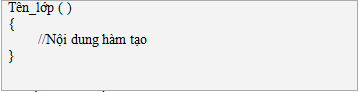 Tên_lớp ( )
{
//Nội dung hàm tạo
}